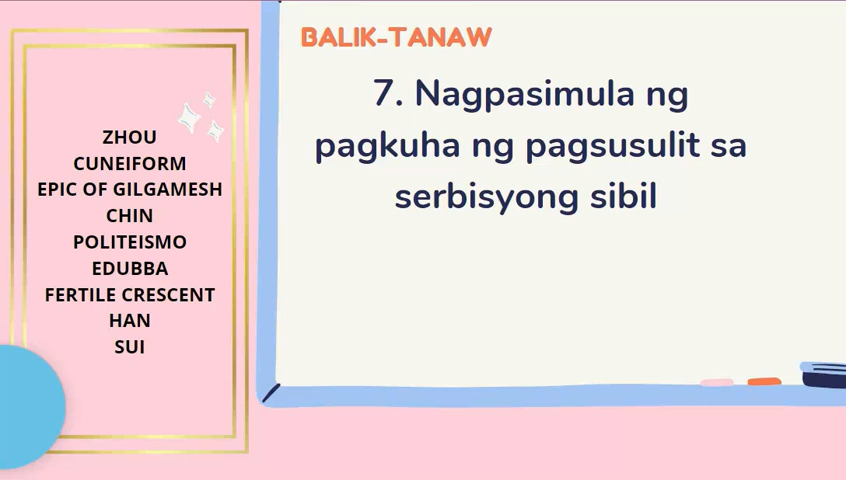 BALIK-TANAW
7. Nagpasimula ng
pagkuha ng pagsusulit sa
serbisyong sibil
ZHOU
CUNEIFORM
EPIC OF GILGAMESH
CHIN
POLITEISMO
EDUBBA
FERTILE CRESCENT
HAN
SUI